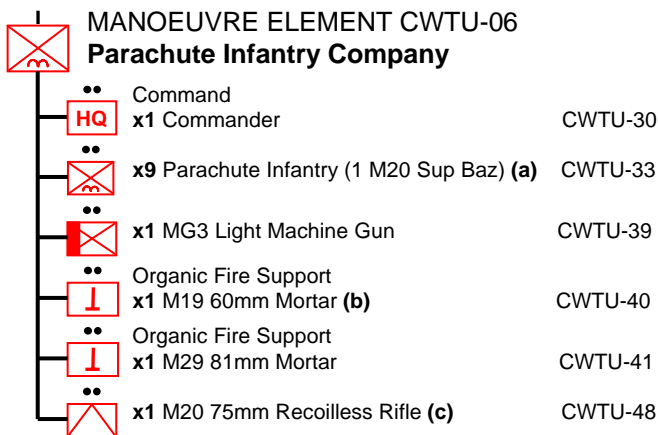 MANOEUVRE ELEMENT CWTU-06
Parachute Infantry Company
Command
HQ x1 Commander CWTU-30
x9 Parachute Infantry (1 M20 Sup Baz) (a) CWTU-33
x1 MG3 Light Machine Gun CWTU-39
Organic Fire Support
x1 M19 60mm Mortar (b) CWTU-40
Organic Fire Support
x1 M29 81mm Mortar CWTU-41
x1 M20 75mm Recoilless Rifle (c) CWTU-48